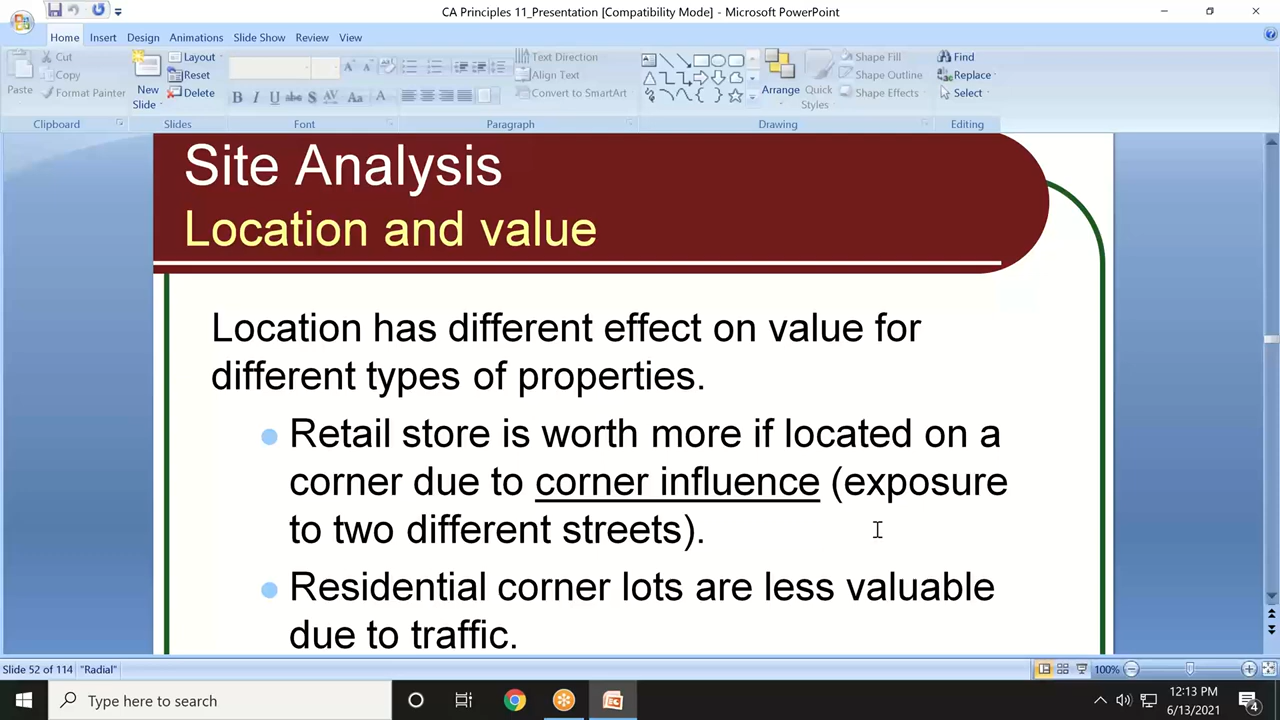 CA Principles 11_Presentation [Compatibility Mode] - Microsoft PowerPoint
Home Insert Design Animations Slide Show Review View
Paste
Cut
Copy
Format Painter
Clipboard
New
Slide
Layout
Reset
Delete
Slides
B I U abc S AV Aa A
Font
Text Direction
Align Text
Convert to SmartArt
Paragraph
Arrange
Quick
Styles
Shape Fill
Shape Outline
Shape Effects
Drawing
Find
Replace
Select
Editing
Site Analysis
Location and value
Location has different effect on value for
different types of properties.
Retail store is worth more if located on a
corner due to corner influence (exposure
to two different streets).
Residential corner lots are less valuable
due to traffic.
Slide 52 of 114 "Radial" 100%
Type here to search
12:13 PM
6/13/2021
4